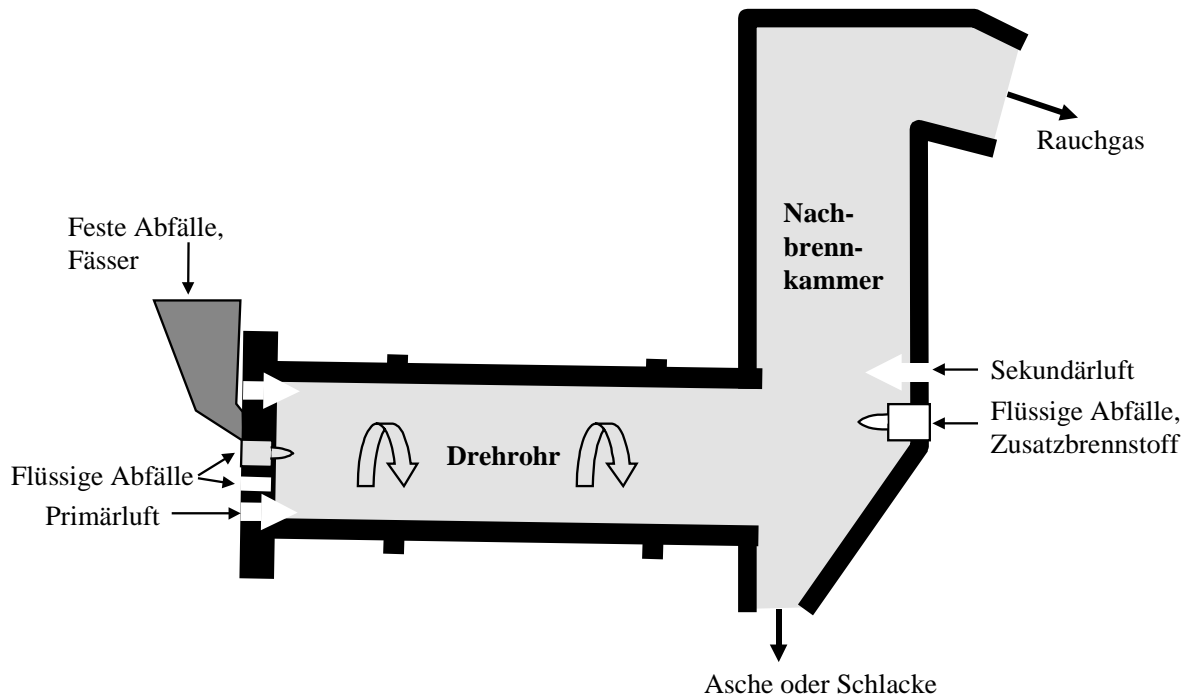 Rauchgas
Feste Abfälle,
Fässer
Nach-
brenn-
kammer
Sekundärluft
Flüssige Abfälle,
Zusatzbrennstoff
Drehrohr
Flüssige Abfälle
Primärluft
Asche oder Schlacke